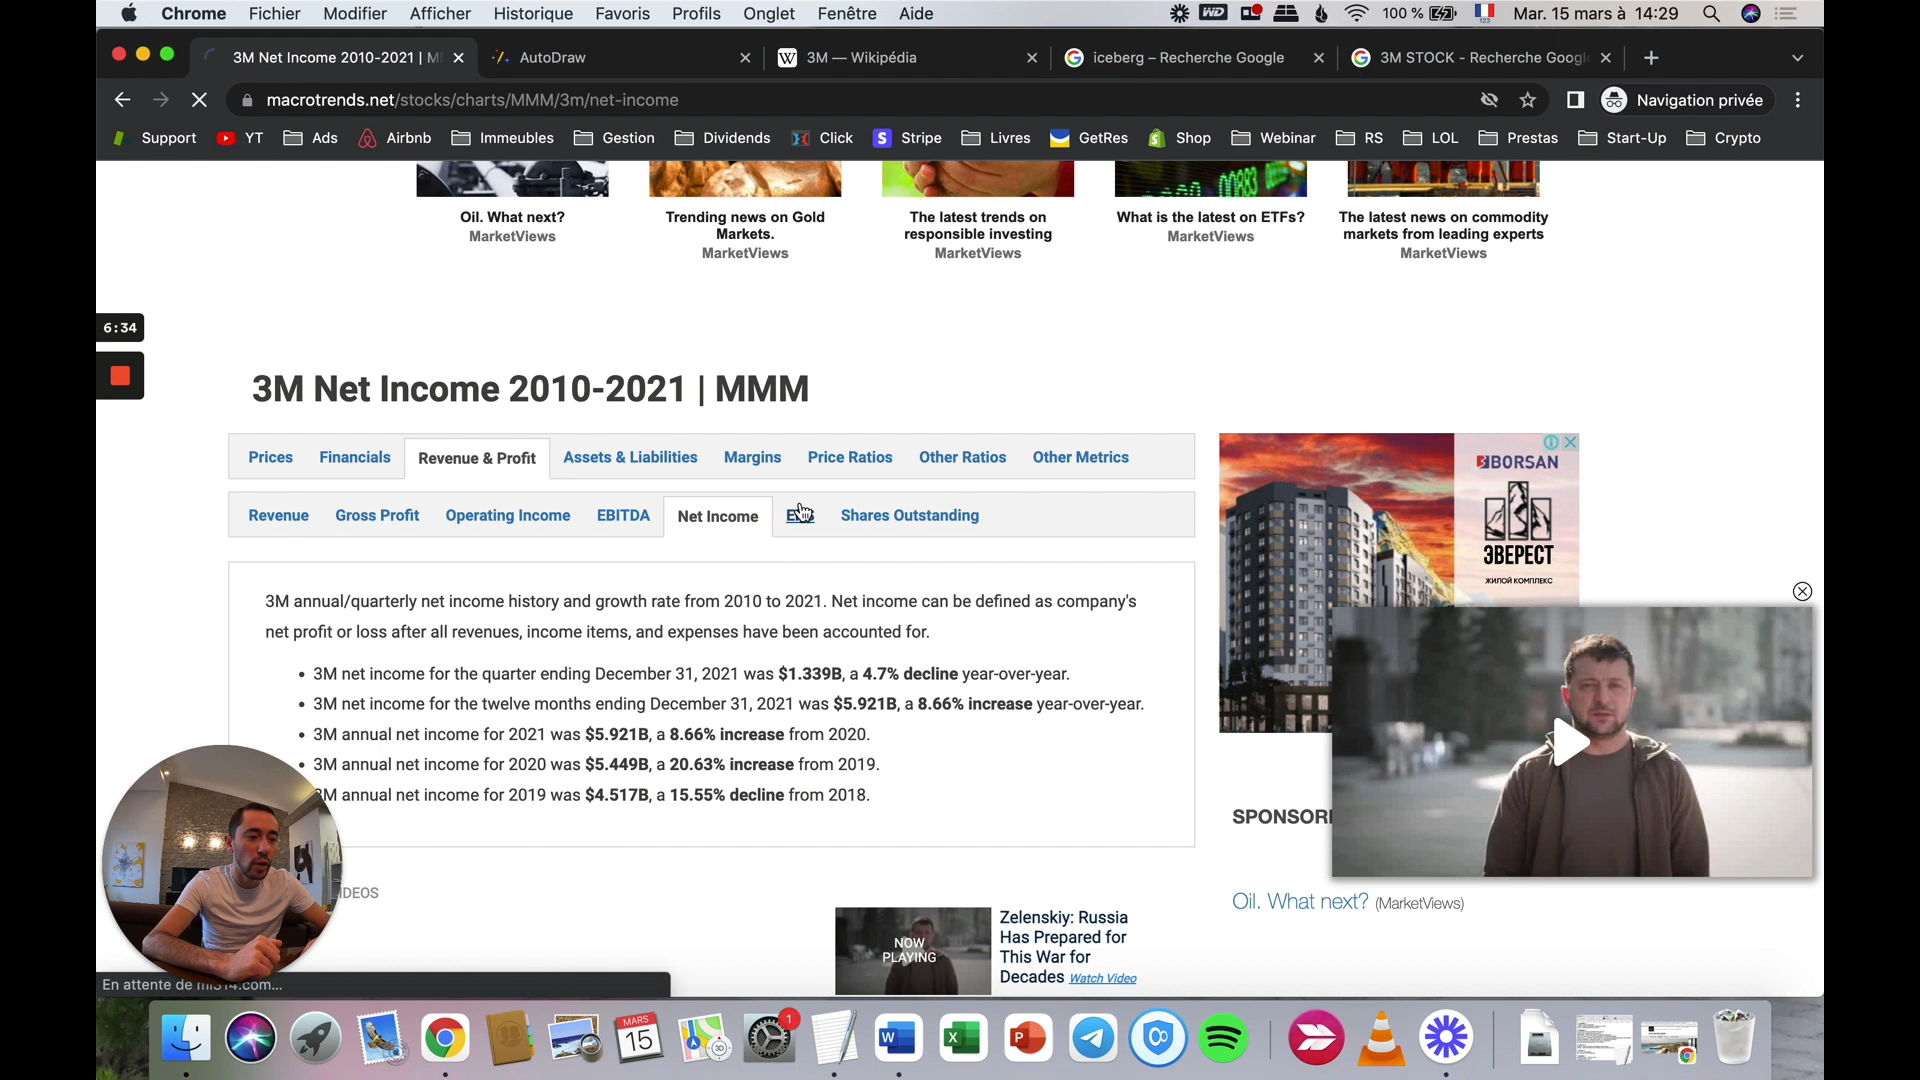 Chrome Fichier Modifier Afficher Historique Favoris Profils Onglet Fenêtre Aide
100 % Mar. 15 mars à 14:29
3M Net Income 2010-2021 | M
AutoDraw
3M — Wikipédia
iceberg – Recherche Google
3M STOCK - Recherche Googl
macrotrends.net/stocks/charts/MMM/3m/net-income
Navigation privée
Support YT Ads Airbnb Immeubles Gestion Dividends Click Stripe Livres GetRes Shop Webinar RS LOL Prestas Start-Up Crypto
Oil. What next?
MarketViews
Trending news on Gold
Markets.
MarketViews
The latest trends on
responsible investing
MarketViews
What is the latest on ETFs?
MarketViews
The latest news on commodity
markets from leading experts
MarketViews
6:34
3M Net Income 2010-2021 | MMM
Prices Financials Revenue & Profit Assets & Liabilities Margins Price Ratios Other Ratios Other Metrics
Revenue Gross Profit Operating Income EBITDA Net Income Shares Outstanding
BORSAN
ЭВЕРЕСТ
ЖИЛОЙ КОМПЛЕКС
3M annual/quarterly net income history and growth rate from 2010 to 2021. Net income can be defined as company's
net profit or loss after all revenues, income items, and expenses have been accounted for.
• 3M net income for the quarter ending December 31, 2021 was $1.339B, a 4.7% decline year-over-year.
• 3M net income for the twelve months ending December 31, 2021 was $5.921B, a 8.66% increase year-over-year.
• 3M annual net income for 2021 was $5.921B, a 8.66% increase from 2020.
• 3M annual net income for 2020 was $5.449B, a 20.63% increase from 2019.
3M annual net income for 2019 was $4.517B, a 15.55% decline from 2018.
SPONSOR
IDEOS
Oil. What next? (MarketViews)
NOW
PLAYING
Zelenskiy: Russia
Has Prepared for
This War for
Decades Watch Video
En attente de
MARS
15
3D
1